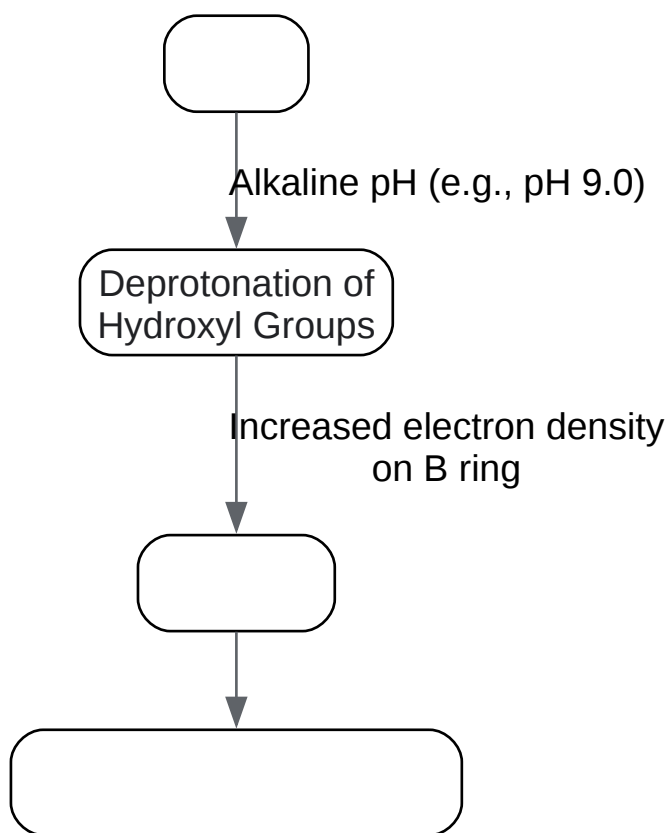 Alkaline pH (e.g., pH 9.0)
Deprotonation of
Hydroxyl Groups
Increased electron density
on B ring